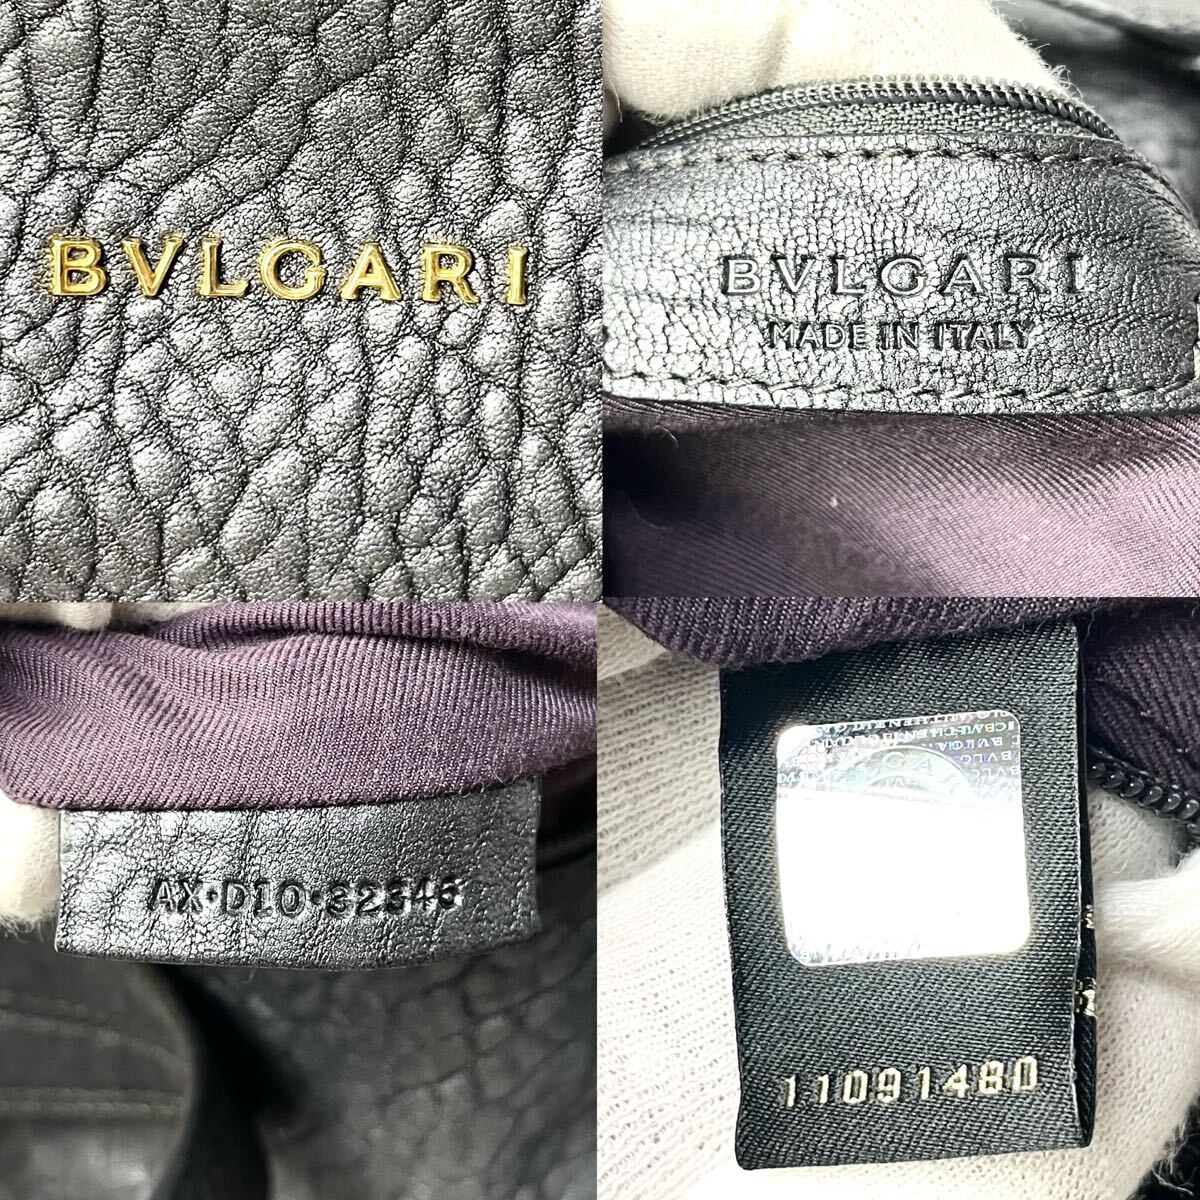 BVLGARI
BVLGARI
MADE IN ITALY
AX·D10·32346
11091480